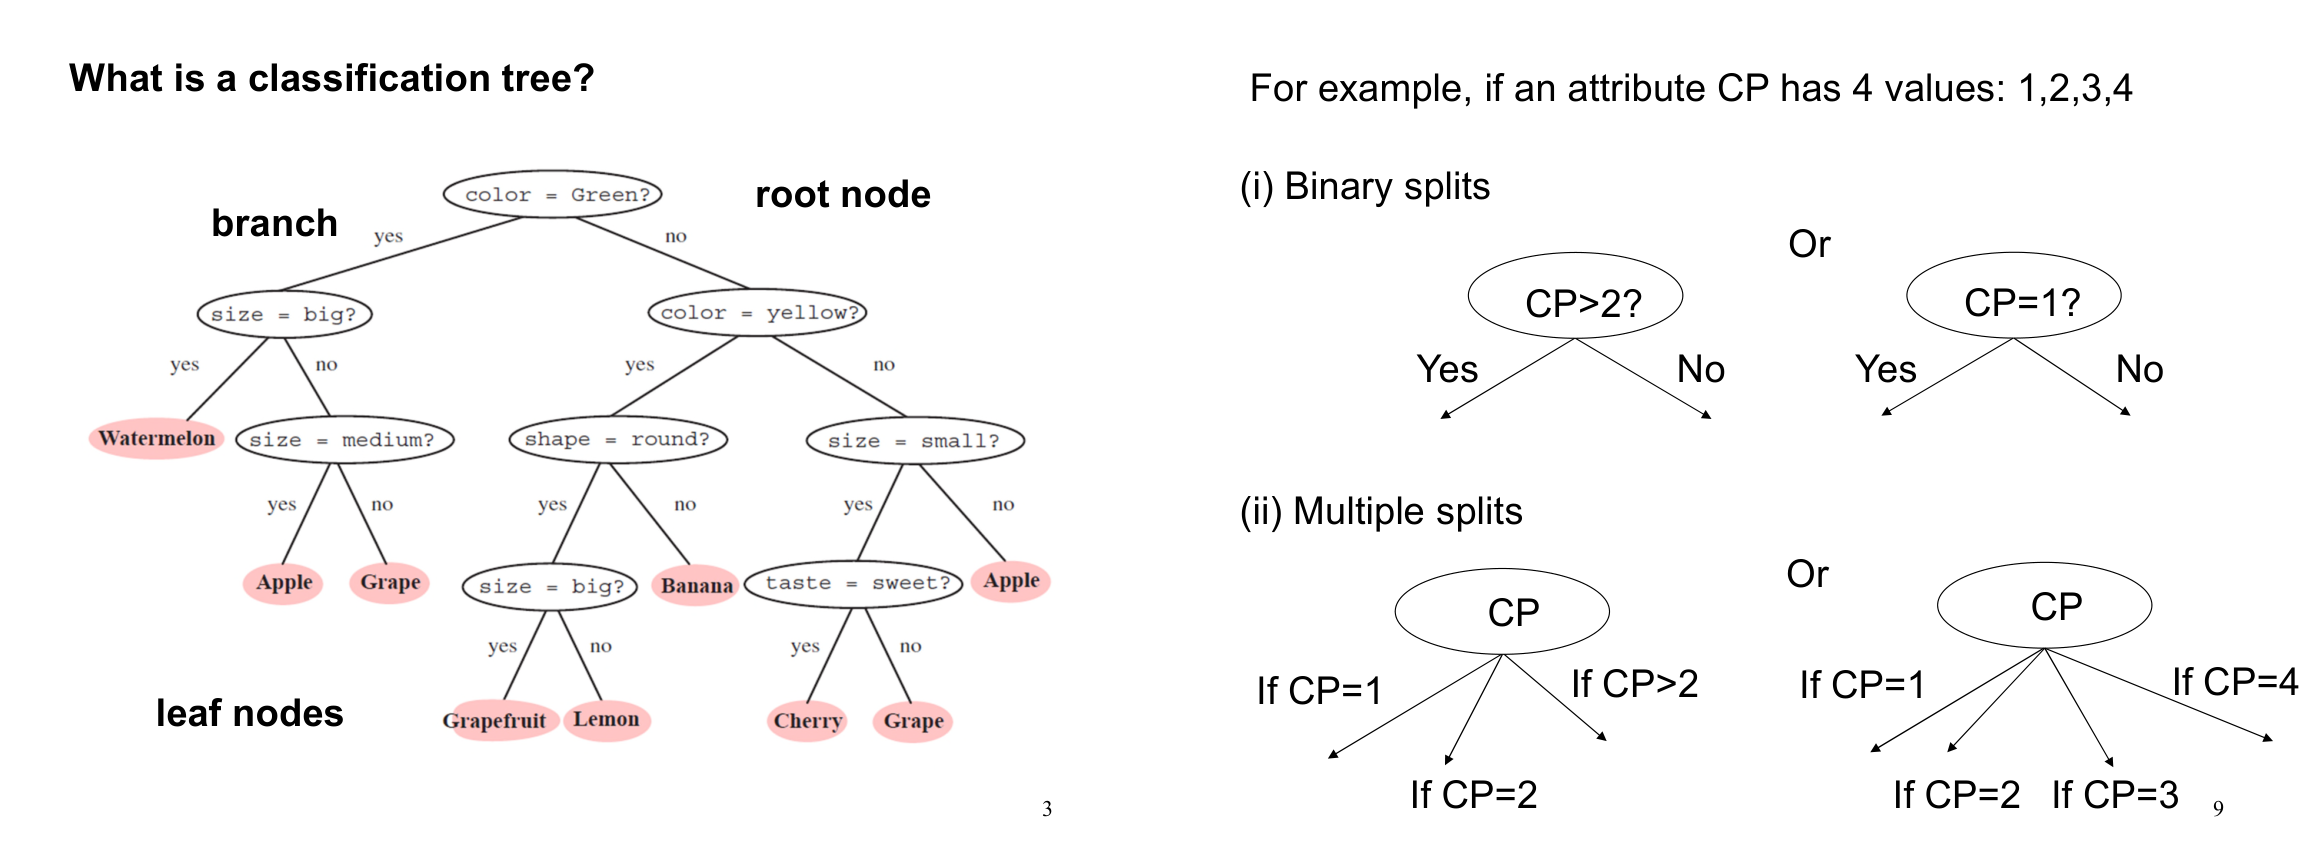 What is a classification tree?
color = Green?
root node
branch
yes
no
size = big?
color = yellow?
yes
no
yes
no
Watermelon
size = medium?
shape = round?
size = small?
yes
no
yes
no
yes
no
Apple
Grape
size = big?
Banana
taste = sweet?
Apple
yes
no
yes
no
leaf nodes
Grapefruit
Lemon
Cherry
Grape
3
For example, if an attribute CP has 4 values: 1,2,3,4
(i) Binary splits
Or
CP>2?
CP=1?
Yes
No
Yes
No
(ii) Multiple splits
Or
CP
CP
If CP=1
If CP>2
If CP=1
If CP=4
If CP=2
If CP=2
If CP=3
9